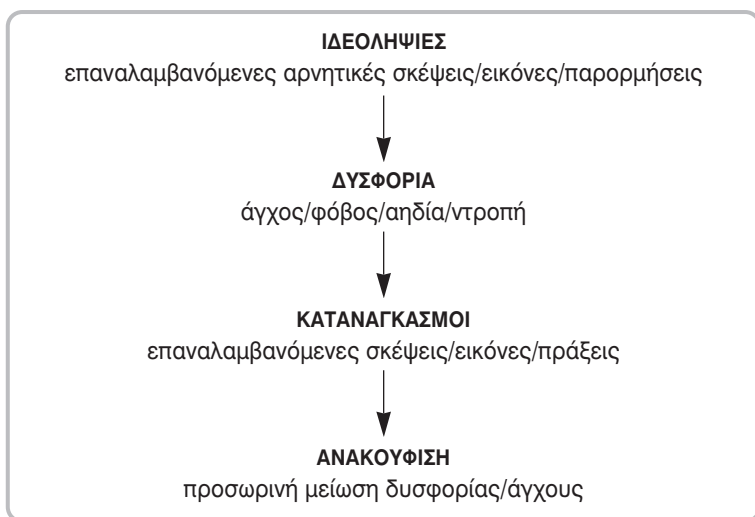 ΙΔΕΟΛΗΨΙΕΣ
επαναλαμβανόμενες αρνητικές σκέψεις/εικόνες/παρορμήσεις
ΔΥΣΦΟΡΙΑ
άγχος/φόβος/αηδία/ντροπή
ΚΑΤΑΝΑΓΚΑΣΜΟΙ
επαναλαμβανόμενες σκέψεις/εικόνες/πράξεις
ΑΝΑΚΟΥΦΙΣΗ
προσωρινή μείωση δυσφορίας/άγχους